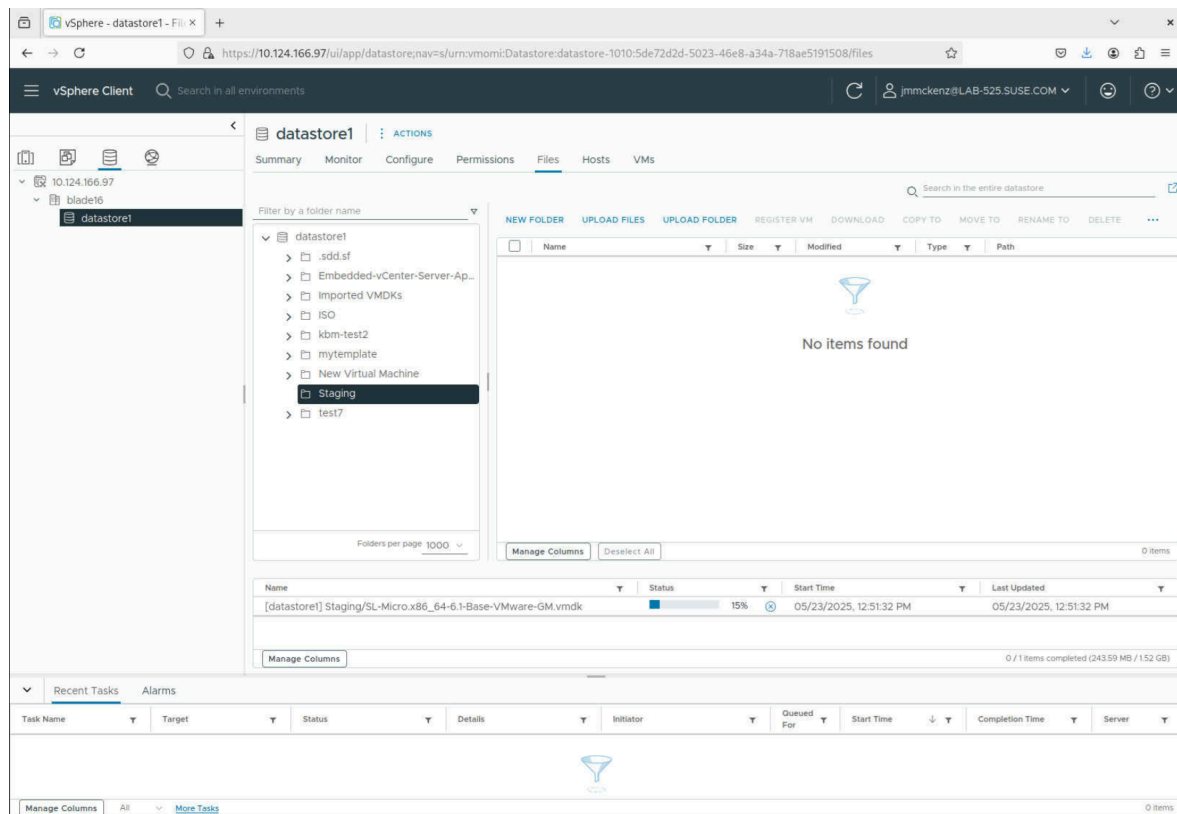 vSphere - datastore1 - Fil
https://10.124.166.97/ui/app/datastore;nav=s/urn:vmomi:Datastore:datastore-1010:5de72d2d-5023-46e8-a34a-718ae5191508/files
vSphere Client
Search in all environments
jmmckenz@LAB-525.SUSE.COM
datastore1
ACTIONS
Summary Monitor Configure Permissions Files Hosts VMs
10.124.166.97
blade16
datastore1
Search in the entire datastore
Filter by a folder name
NEW FOLDER UPLOAD FILES UPLOAD FOLDER REGISTER VM DOWNLOAD COPY TO MOVE TO RENAME TO DELETE ...
Name Size Modified Type Path
datastore1
.sdd.sf
Embedded-vCenter-Server-Ap...
Imported VMDKs
ISO
kbm-test2
mytemplate
New Virtual Machine
Staging
test7
No items found
Folders per page 1000
Manage Columns Deselect All 0 items
Name Status Start Time Last Updated
[datastore1] Staging/SL-Micro.x86_64-6.1-Base-VMware-GM.vmdk 15% 05/23/2025, 12:51:32 PM 05/23/2025, 12:51:32 PM
Manage Columns 0 / 1 items completed (243.59 MB / 1.52 GB)
Recent Tasks Alarms
Task Name Target Status Details Initiator Queued For Start Time Completion Time Server
Manage Columns All More Tasks 0 items